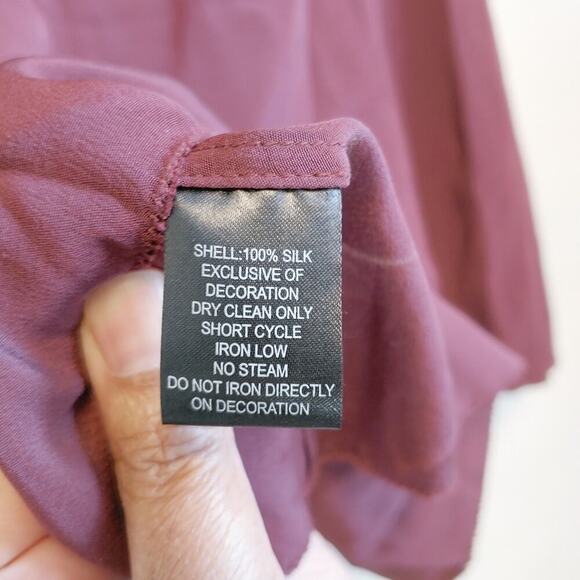 SHELL:100% SILK
EXCLUSIVE OF
DECORATION
DRY CLEAN ONLY
SHORT CYCLE
IRON LOW
NO STEAM
DO NOT IRON DIRECTLY
ON DECORATION